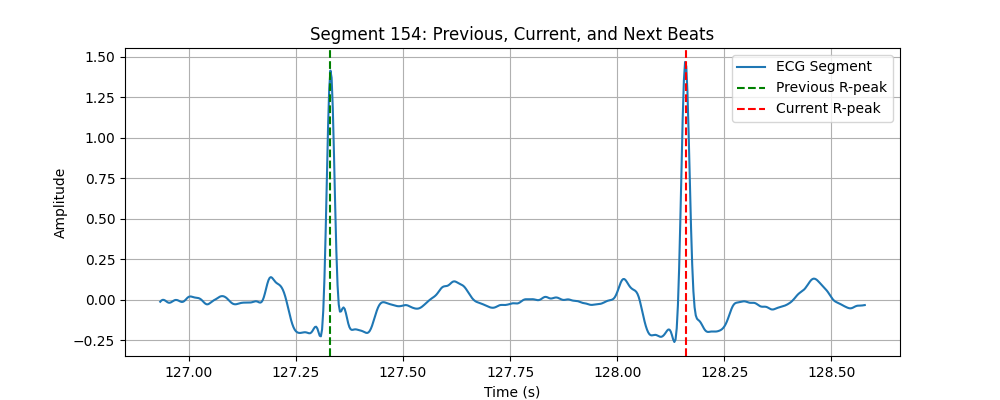 Segment 154: Previous, Current, and Next Beats
1.50
1.25
1.00
0.75
0.50
0.25
0.00
−0.25
Amplitude
ECG Segment
Previous R-peak
Current R-peak
127.00 127.25 127.50 127.75 128.00 128.25 128.50
Time (s)